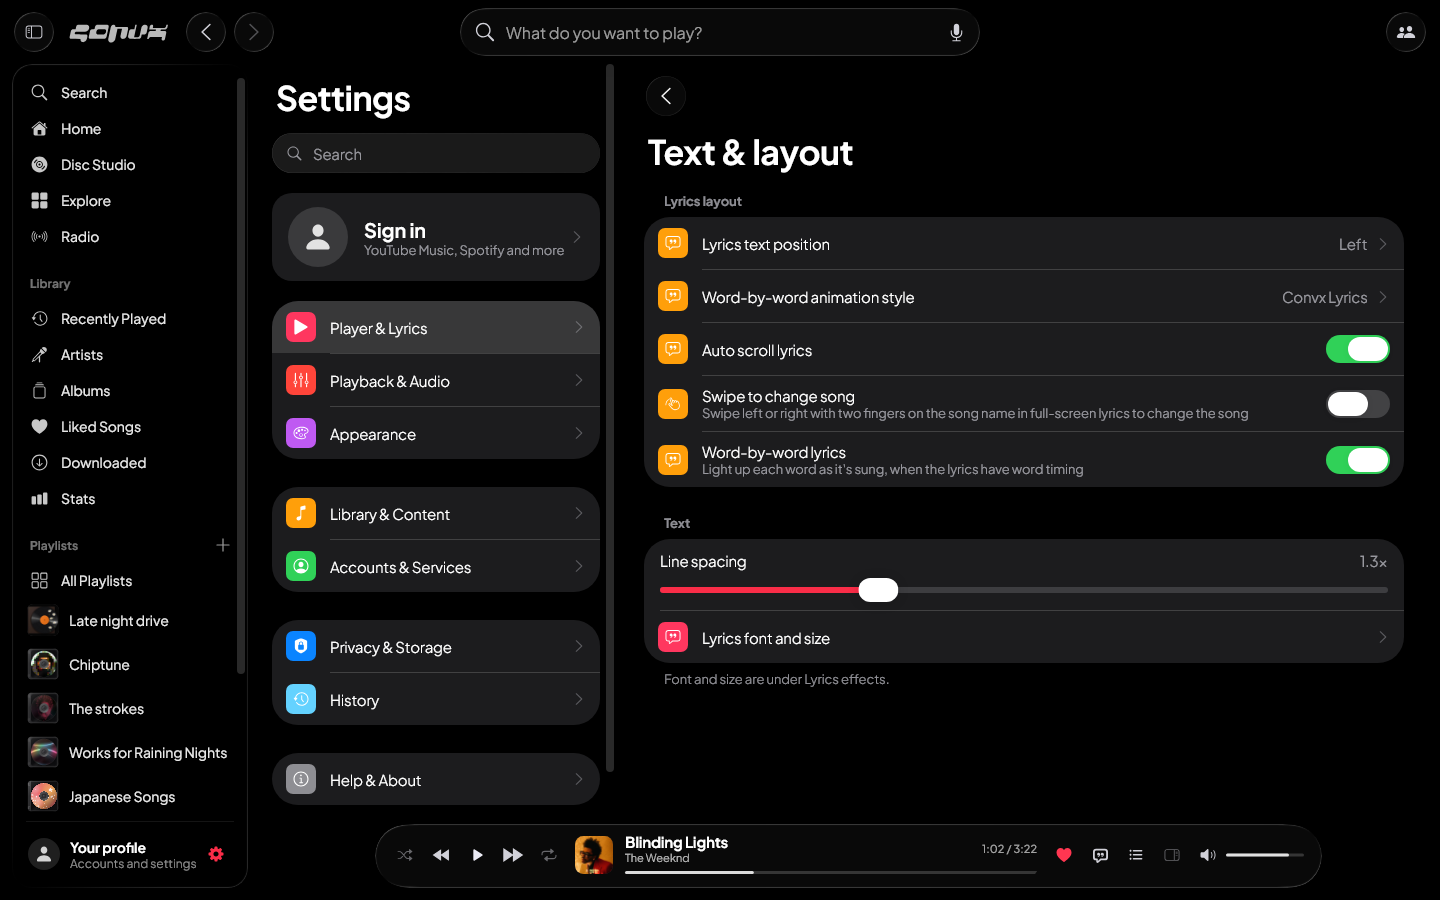 What do you want to play?
Search
Home
Disc Studio
Explore
Radio
Library
Recently Played
Artists
Albums
Liked Songs
Downloaded
Stats
Playlists
All Playlists
Late night drive
Chiptune
The strokes
Works for Raining Nights
Japanese Songs
Your profile
Accounts and settings
Settings
Search
Sign in
YouTube Music, Spotify and more
Player & Lyrics
Playback & Audio
Appearance
Library & Content
Accounts & Services
Privacy & Storage
History
Help & About
Text & layout
Lyrics layout
Lyrics text position
Left
Word-by-word animation style
Convx Lyrics
Auto scroll lyrics
Swipe to change song
Swipe left or right with two fingers on the song name in full-screen lyrics to change the song
Word-by-word lyrics
Light up each word as it's sung, when the lyrics have word timing
Text
Line spacing
1.3×
Lyrics font and size
Font and size are under Lyrics effects.
Blinding Lights
The Weeknd
1:02 / 3:22